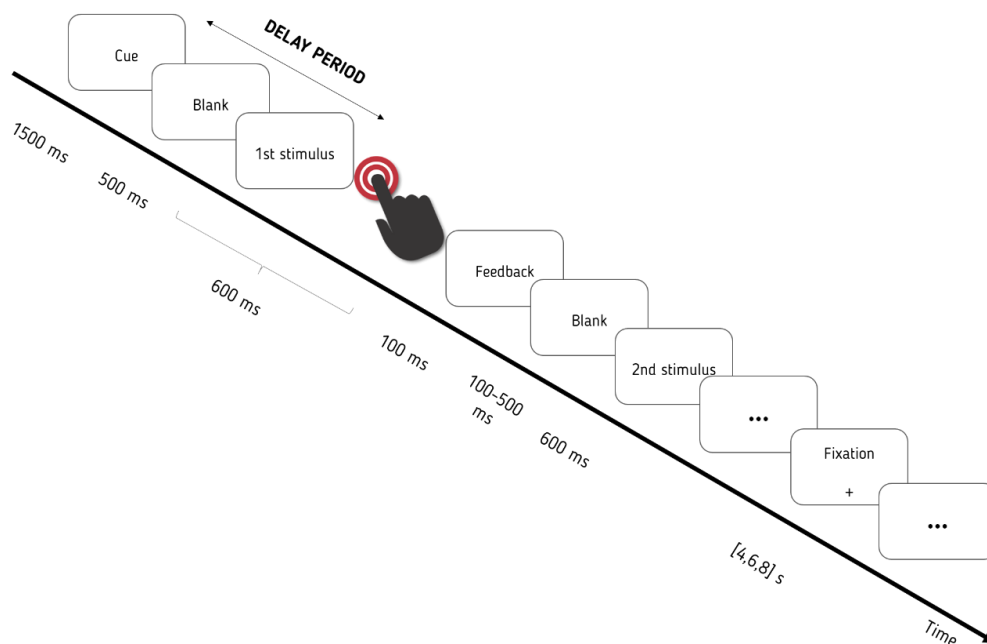 Cue
DELAY PERIOD
Blank
1st stimulus
1500 ms
500 ms
600 ms
Feedback
Blank
2nd stimulus
100 ms
100-500
ms
600 ms
...
Fixation
+
...
[4,6,8] s
Time